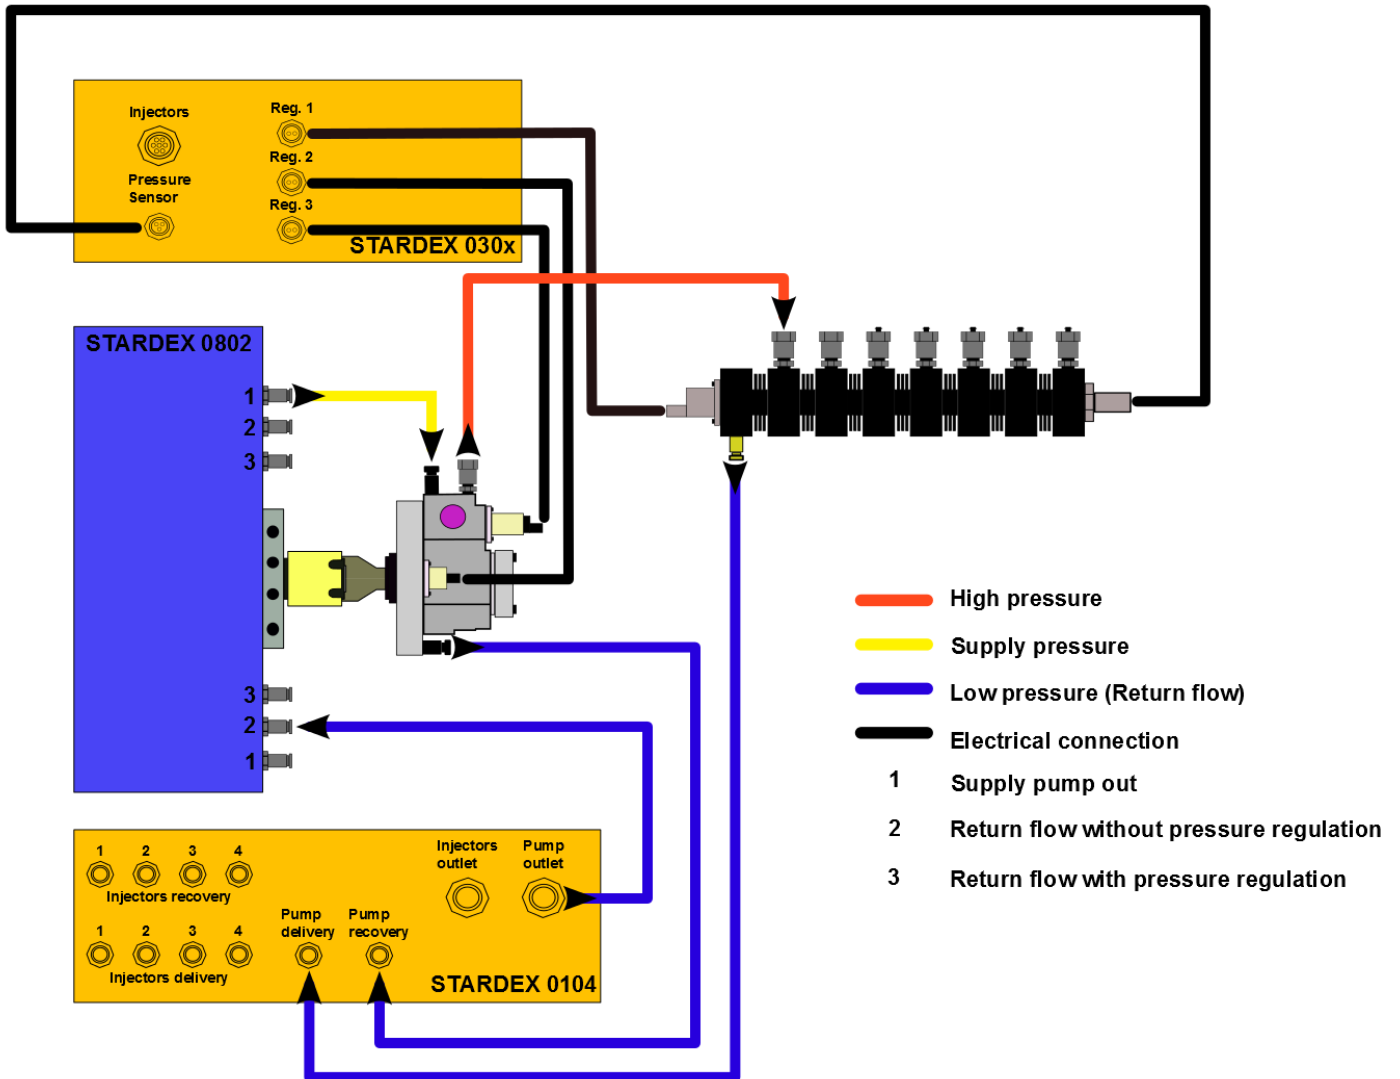 Injectors
Reg. 1
Reg. 2
Pressure
Sensor
Reg. 3
STARDEX 030x
STARDEX 0802
1
2
3
3
2
1
High pressure
Supply pressure
Low pressure (Return flow)
Electrical connection
1 Supply pump out
2 Return flow without pressure regulation
3 Return flow with pressure regulation
1 2 3 4
Injectors recovery
Injectors
outlet
Pump
outlet
Pump
delivery
Pump
recovery
1 2 3 4
Injectors delivery
STARDEX 0104